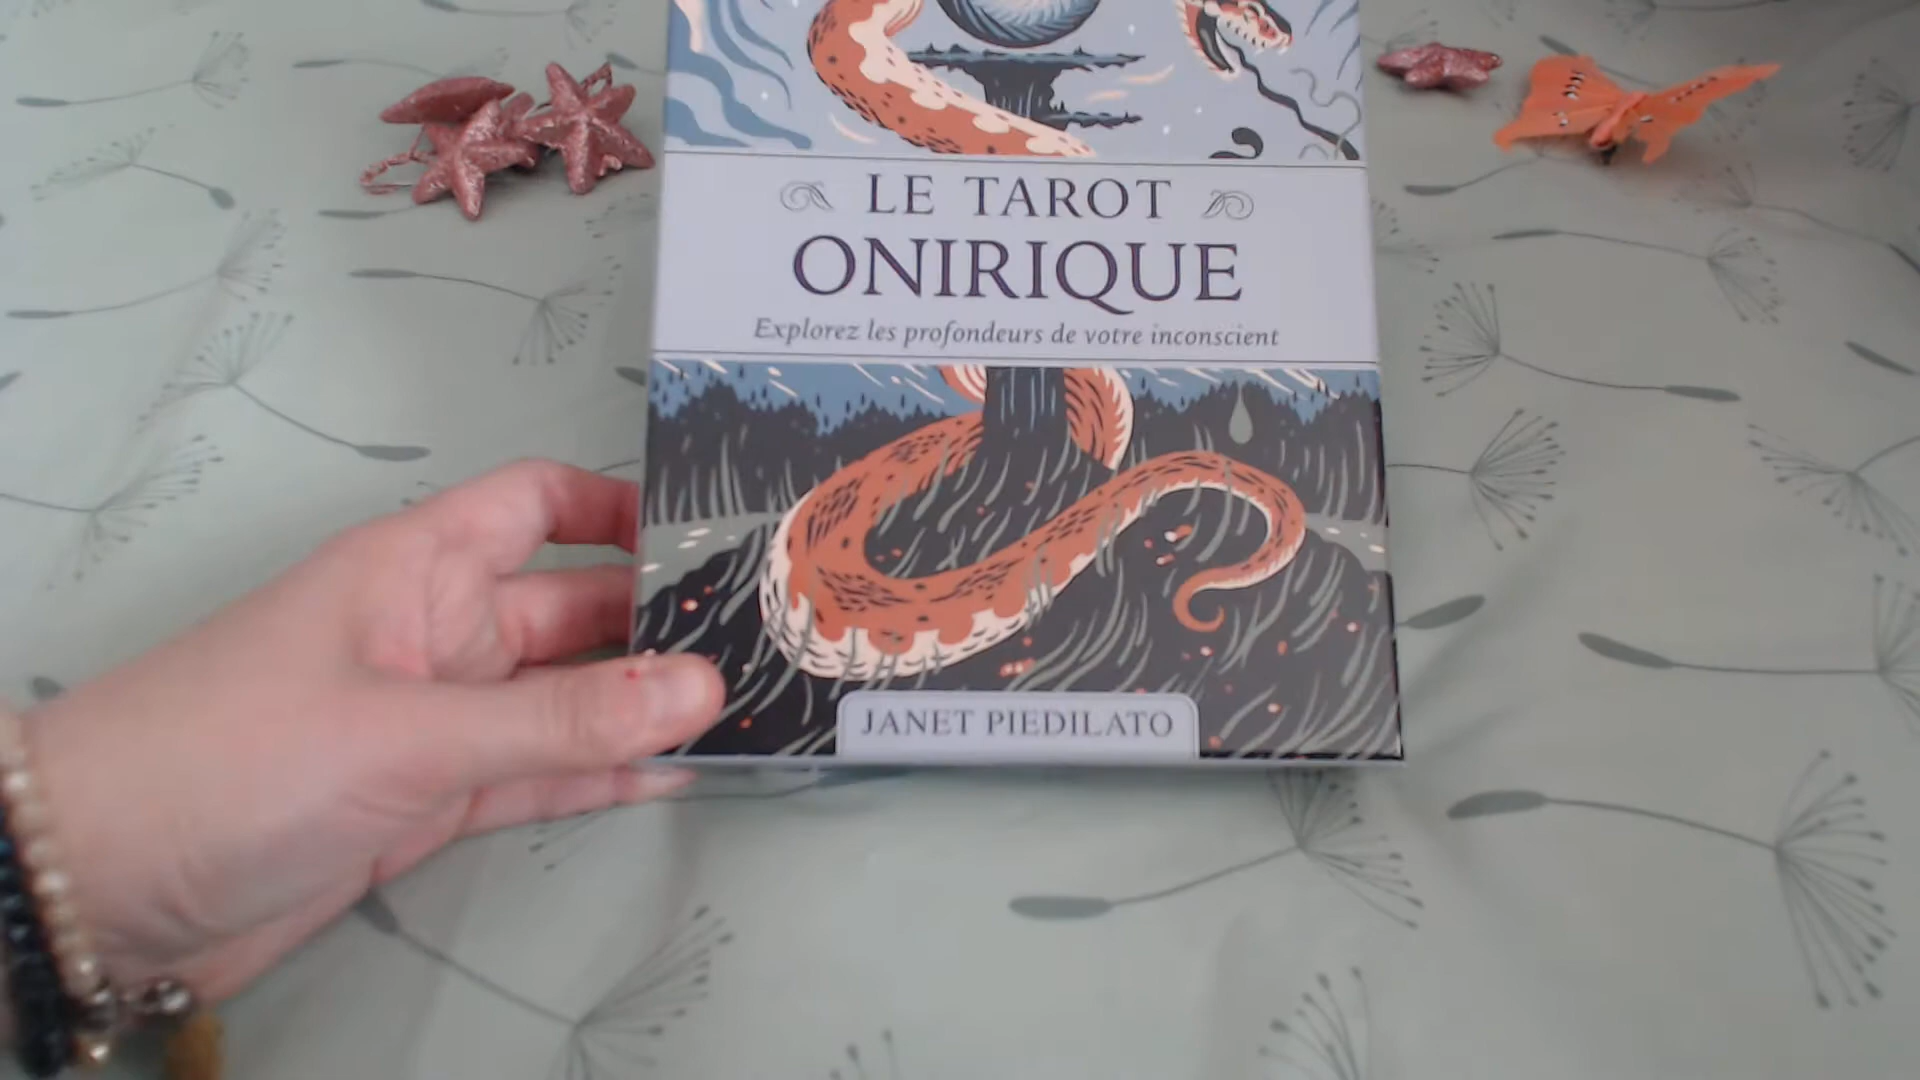 LE TAROT
ONIRIQUE
Explorez les profondeurs de votre inconscient
JANET PIEDILATO